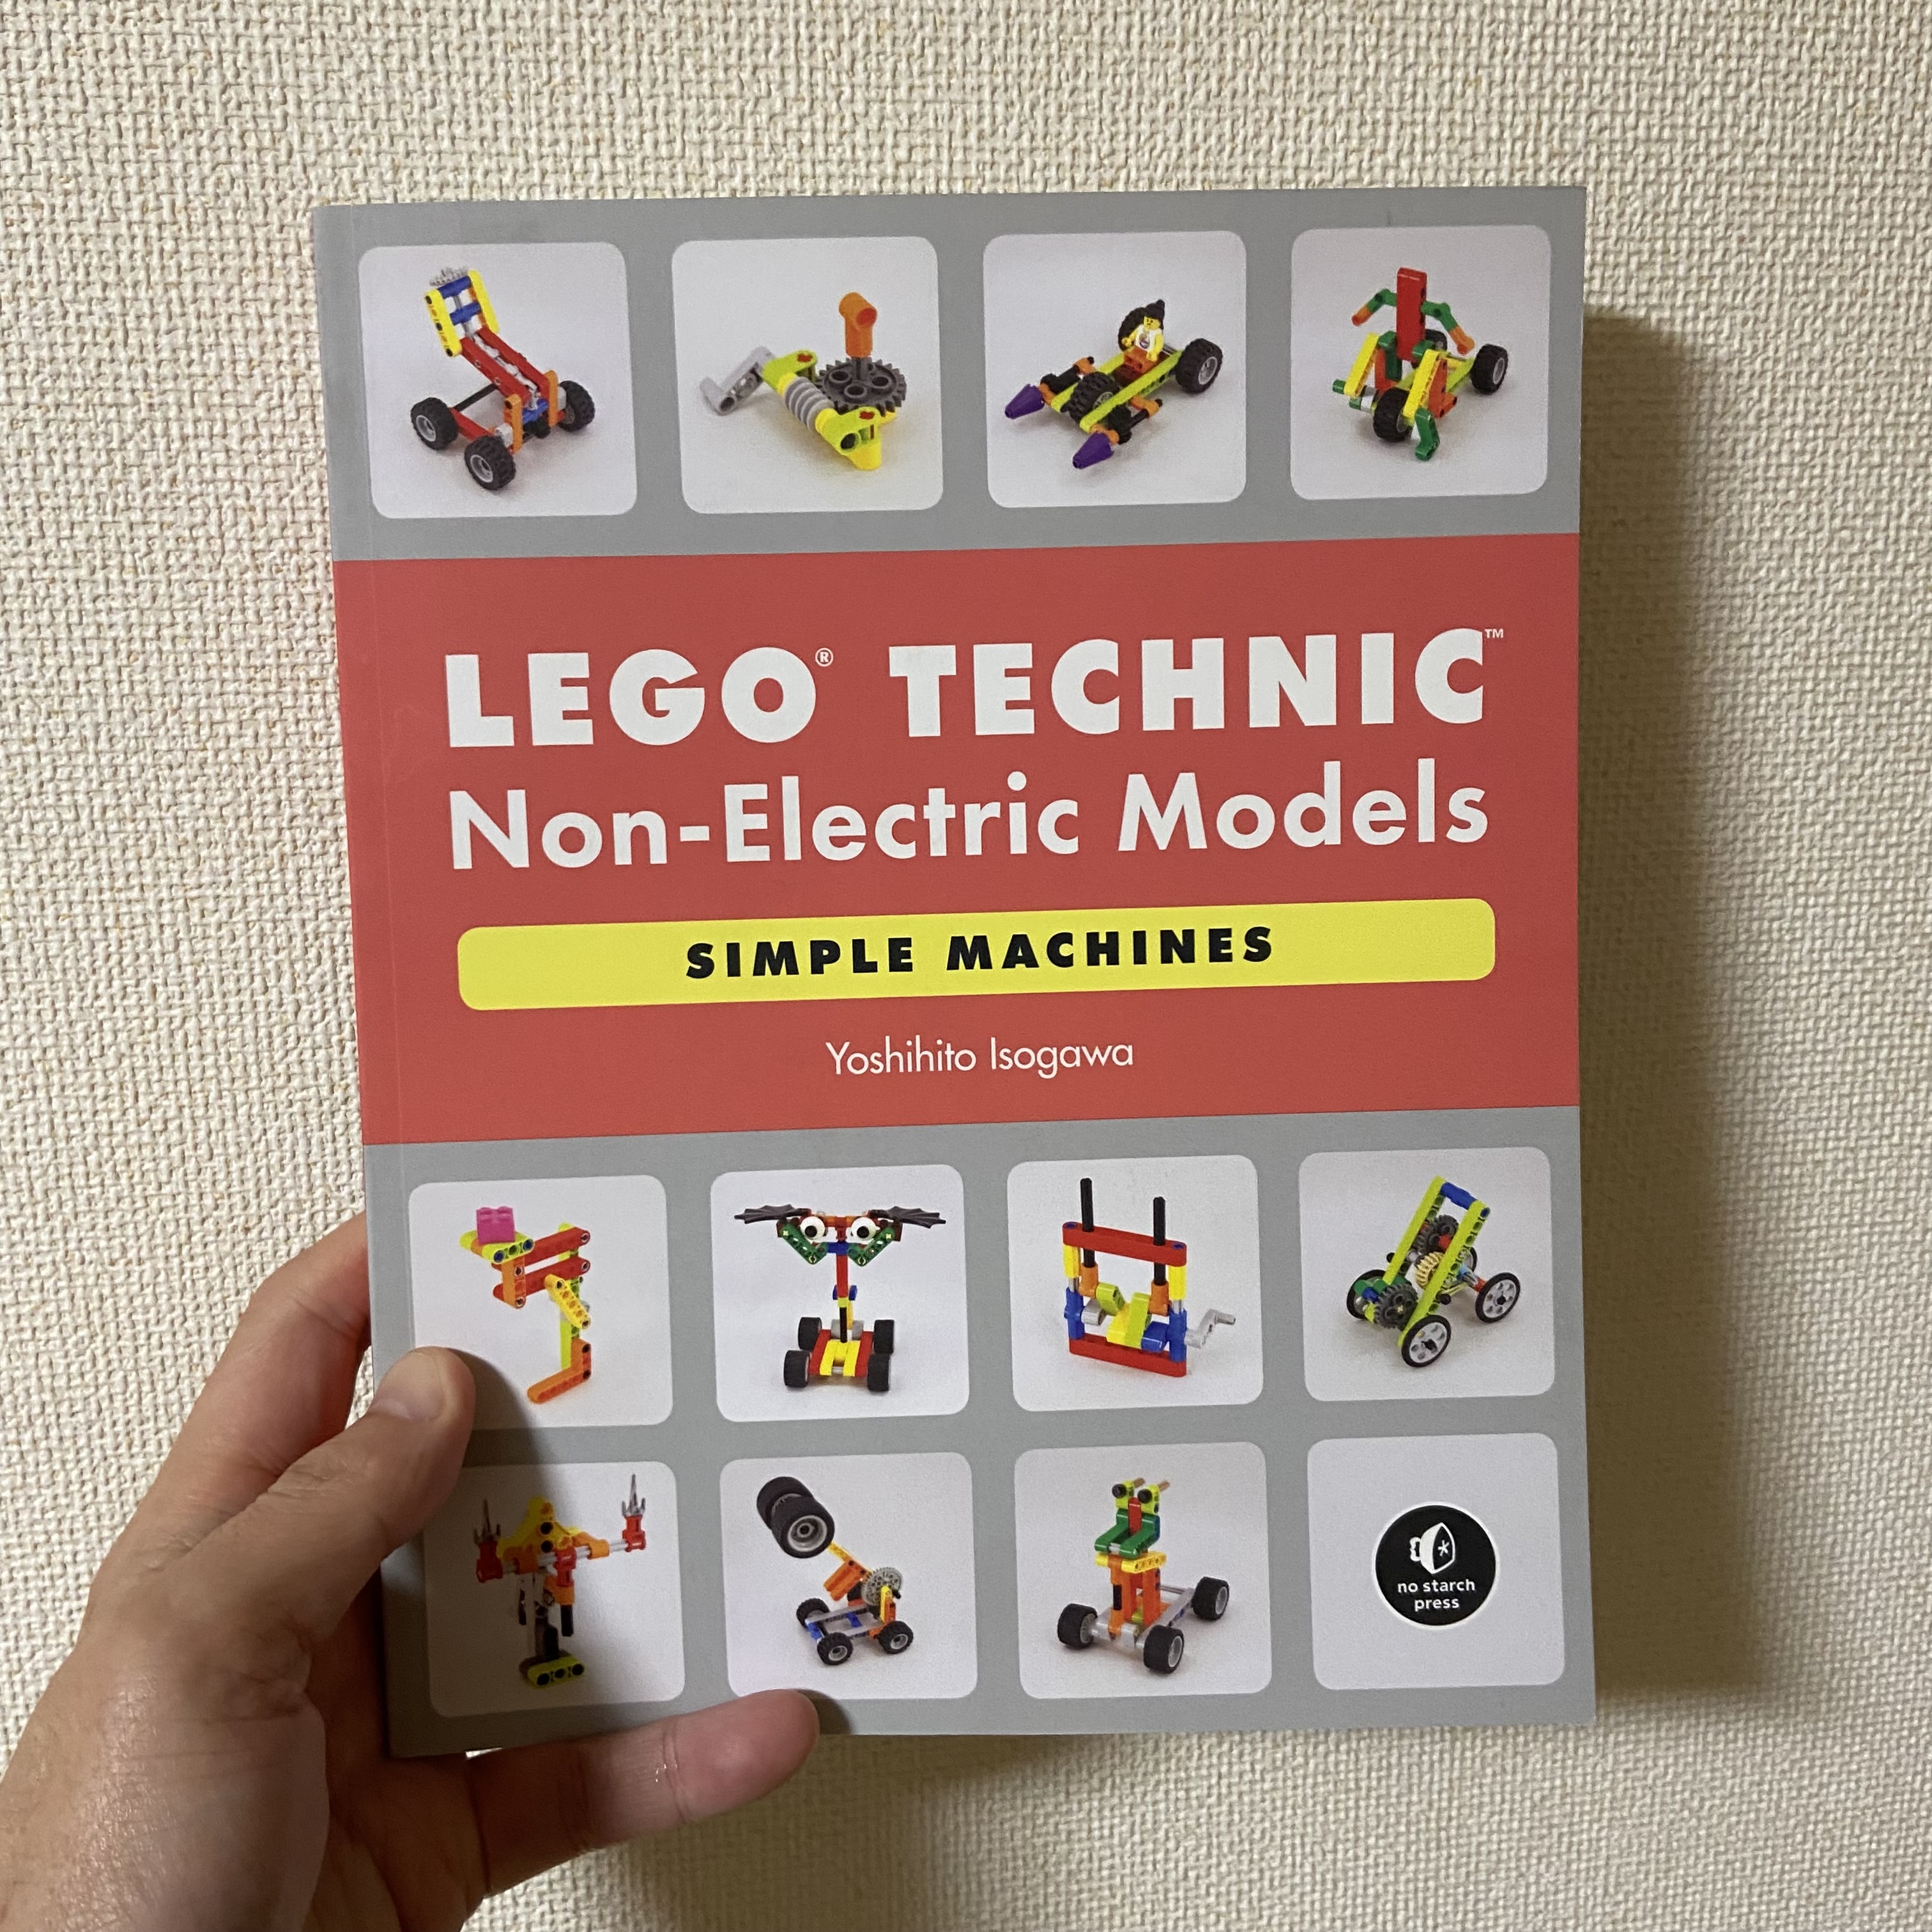 LEGO® TECHNIC™
Non-Electric Models
SIMPLE MACHINES
Yoshihito Isogawa
no starch
press